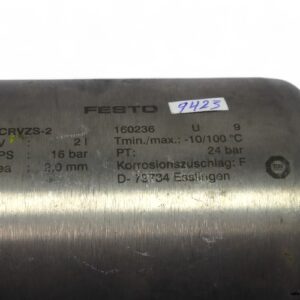 FESTO 9423
CRVZS-2 160236 U 9
V : 2 l Tmin./max.: -10/100 °C
PS : 16 bar PT: 24 bar
ea : 2,0 mm Korrosionszuschlag: F
D- 73734 Esslingen